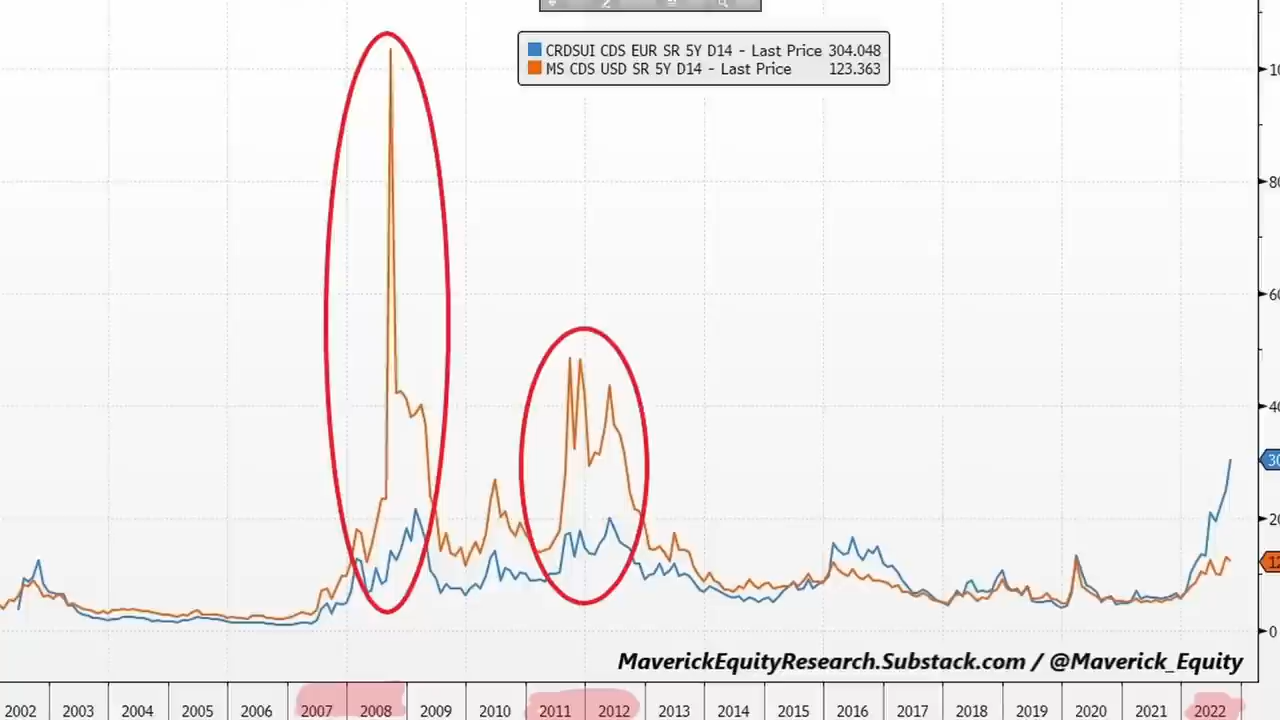 CRDSUI CDS EUR SR 5Y D14 - Last Price 304.048
MS CDS USD SR 5Y D14 - Last Price 123.363
0
MaverickEquityResearch.Substack.com / @Maverick_Equity
2002 2003 2004 2005 2006 2007 2008 2009 2010 2011 2012 2013 2014 2015 2016 2017 2018 2019 2020 2021 2022